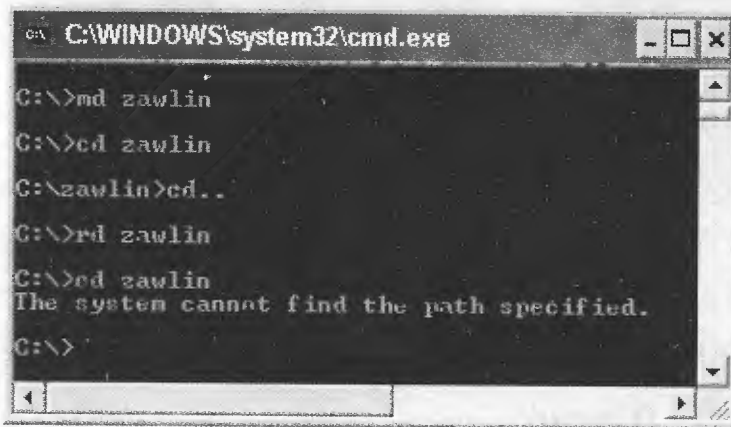 C:\WINDOWS\system32\cmd.exe
C:\>md zawlin
C:\>cd zawlin
C:\zawlin>cd..
C:\>rd zawlin
C:\>cd zawlin
The system cannot find the path specified.
C:\>